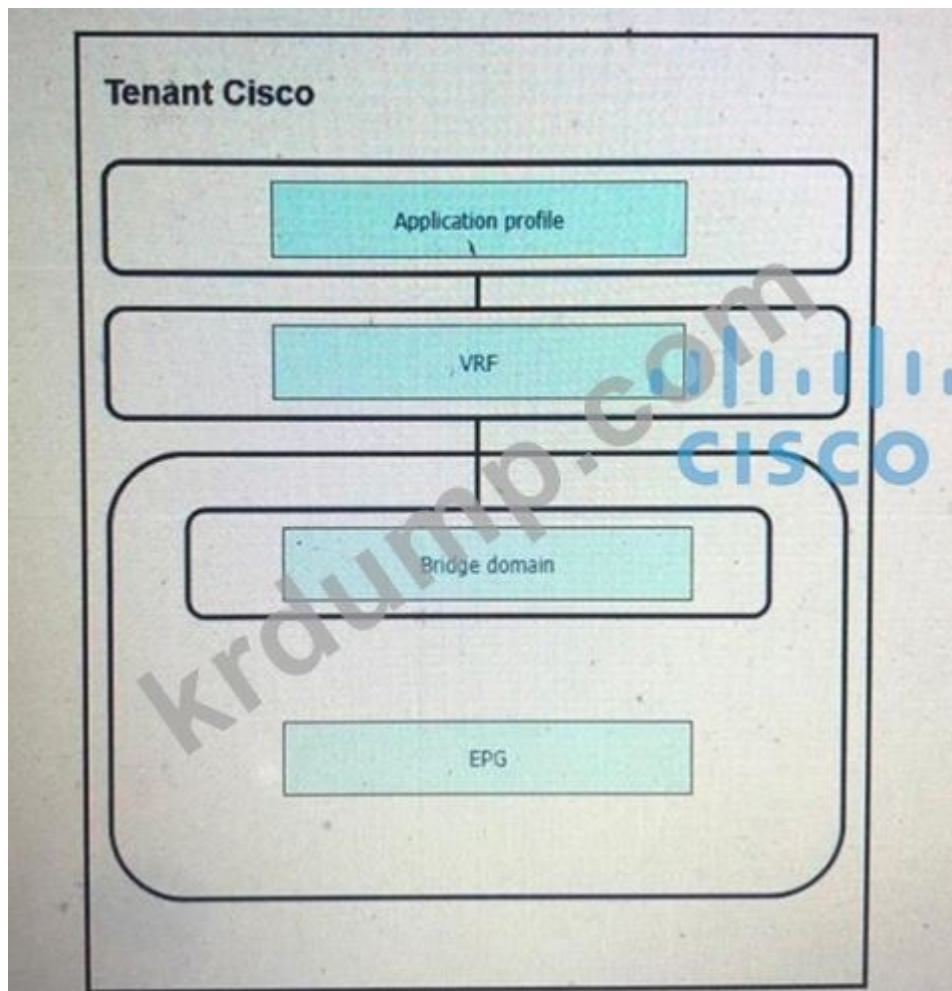 Tenant Cisco
Application profile
VRF
CISCO
Bridge domain
EPG
krdump.com